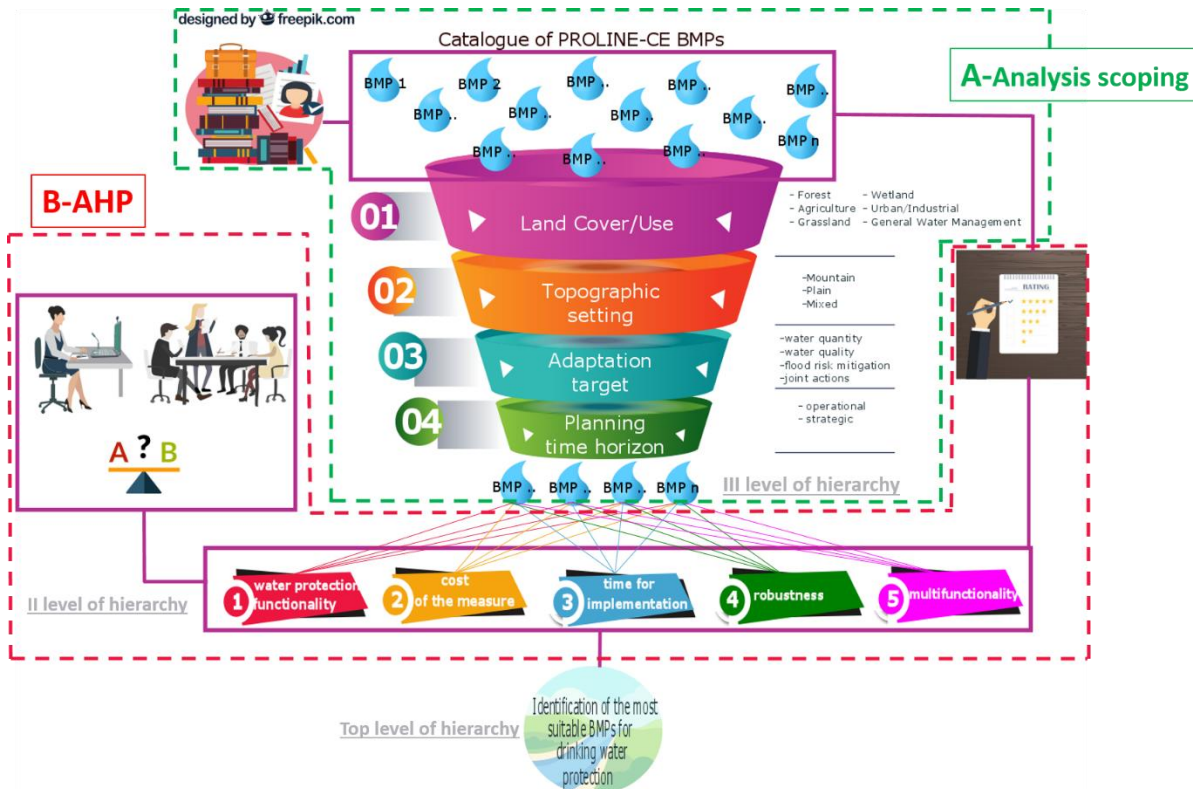 designed by freepik.com
Catalogue of PROLINE-CE BMPs
A-Analysis scoping
BMP 1
BMP 2
BMP ..
BMP ..
BMP ..
BMP ..
BMP ..
BMP ..
BMP ..
BMP n
BMP ..
BMP ..
BMP ..
B-AHP
01
Land Cover/Use
- Forest
- Agriculture
- Grassland
- Wetland
- Urban/Industrial
- General Water Management
02
Topographic
setting
-Mountain
-Plain
-Mixed
RATING
03
Adaptation
target
-water quantity
-water quality
-flood risk mitigation
-joint actions
04
Planning
time horizon
- operational
- strategic
A ? B
BMP ..
BMP ..
BMP ..
BMP n
III level of hierarchy
II level of hierarchy
1
water protection
functionality
2
cost
of the measure
3
time for
implementation
4
robustness
5
multifunctionality
Top level of hierarchy
Identification of the most
suitable BMPs for
drinking water
protection